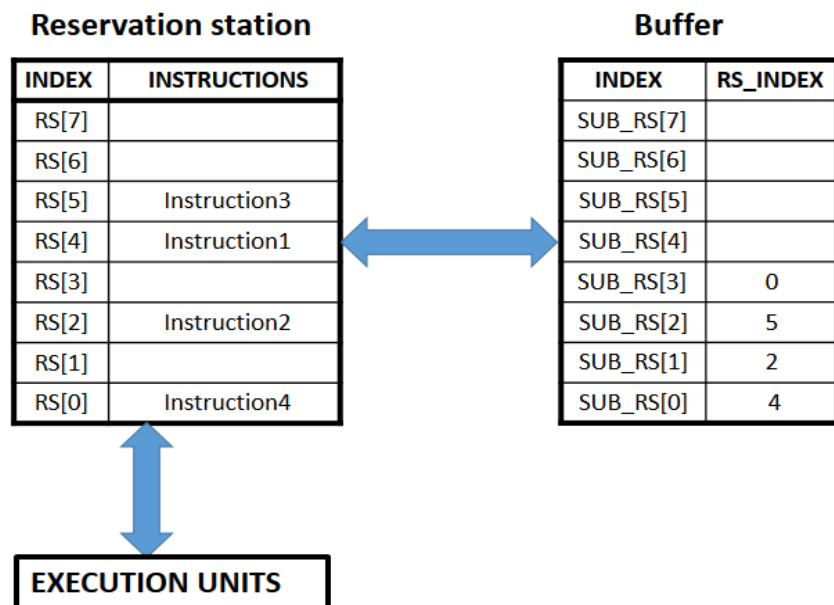 Reservation station
INDEX INSTRUCTIONS
RS[7]
RS[6]
RS[5] Instruction3
RS[4] Instruction1
RS[3]
RS[2] Instruction2
RS[1]
RS[0] Instruction4
EXECUTION UNITS
Buffer
INDEX RS_INDEX
SUB_RS[7]
SUB_RS[6]
SUB_RS[5]
SUB_RS[4]
SUB_RS[3] 0
SUB_RS[2] 5
SUB_RS[1] 2
SUB_RS[0] 4